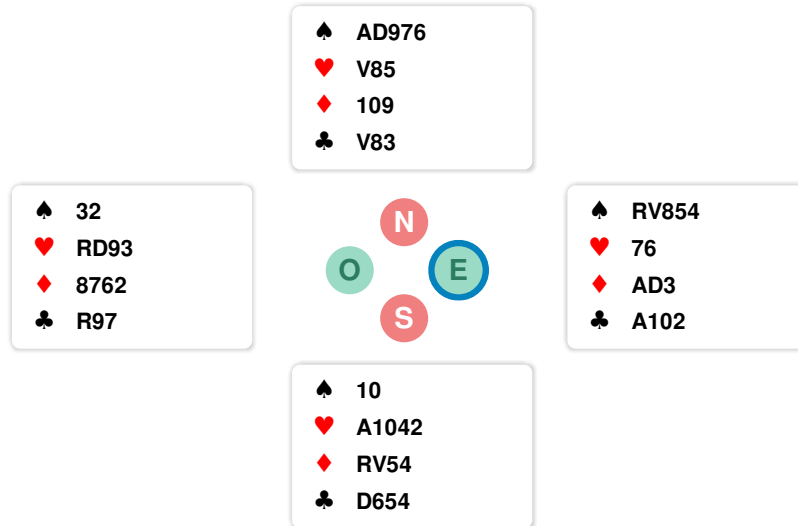 ♠ AD976
♥ V85
♦ 109
♣ V83
♠ 32
♥ RD93
♦ 8762
♣ R97
N
O
E
S
♠ RV854
♥ 76
♦ AD3
♣ A102
♠ 10
♥ A1042
♦ RV54
♣ D654